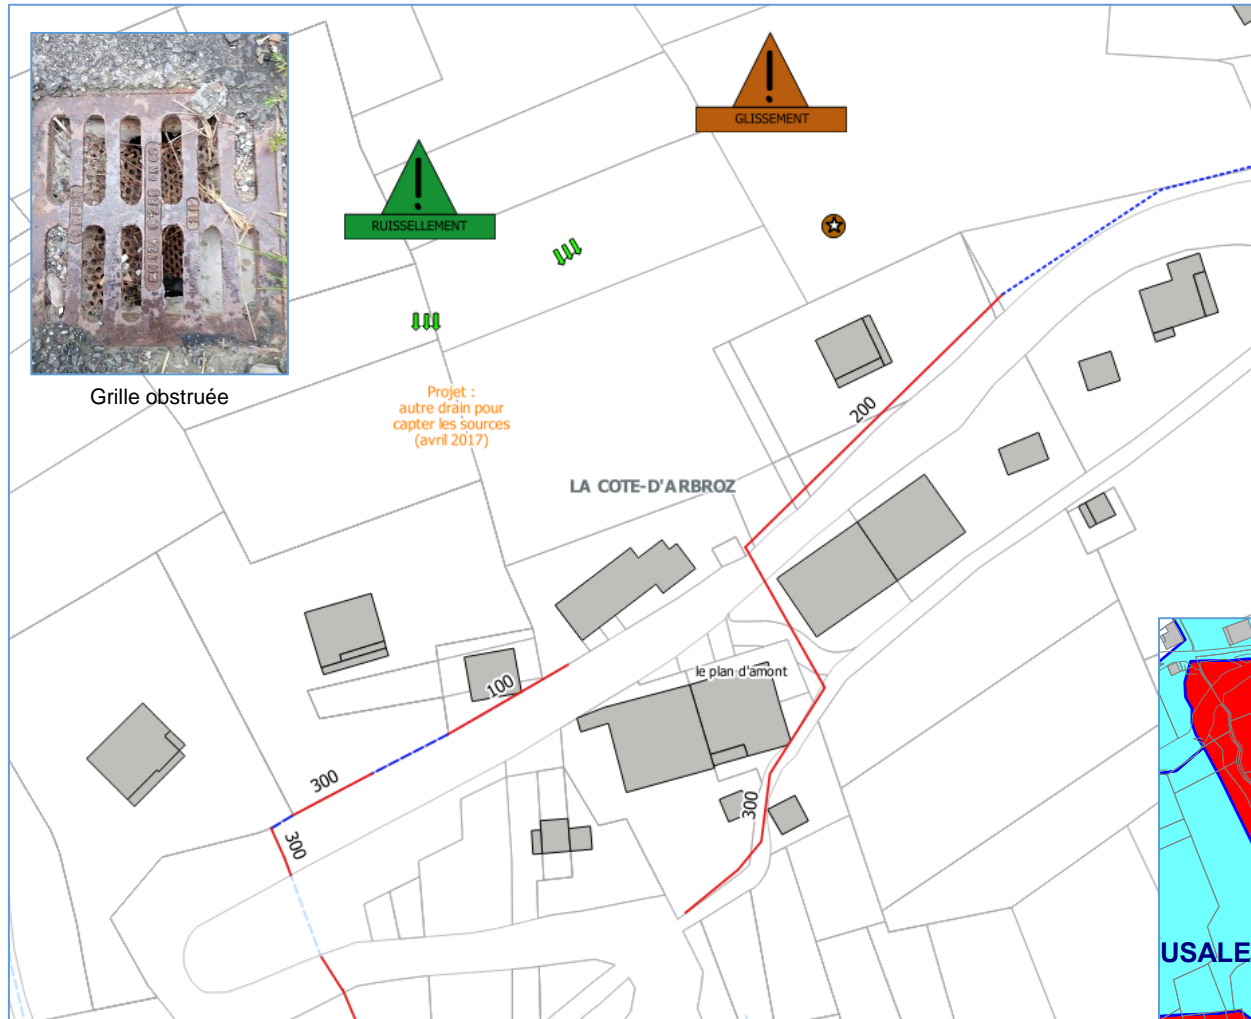 GLISSEMENT
RUISSELLEMENT
Grille obstruée
Projet :
autre drain pour
capter les sources
(avril 2017)
200
LA COTE-D'ARBROZ
le plan d'amont
100
300
300
300
USALE